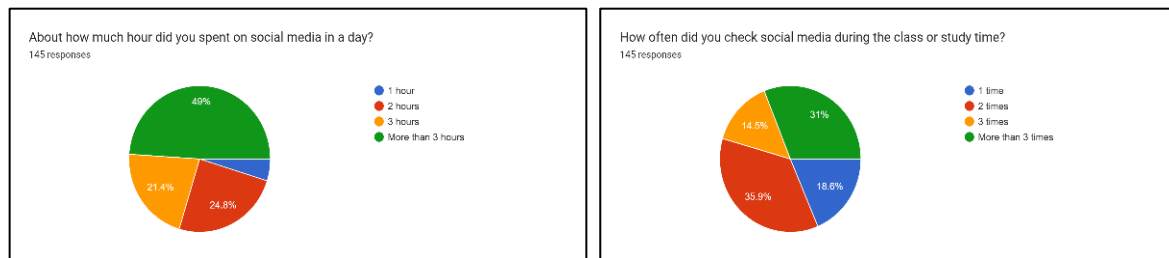 About how much hour did you spent on social media in a day?
145 responses
49%
21.4%
24.8%
1 hour
2 hours
3 hours
More than 3 hours
How often did you check social media during the class or study time?
145 responses
31%
14.5%
35.9%
18.6%
1 time
2 times
3 times
More than 3 times